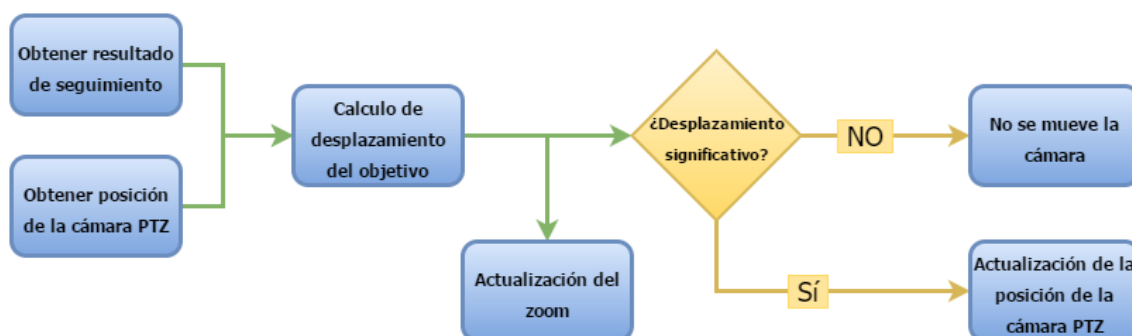 Obtener resultado
de seguimiento
Obtener posición
de la cámara PTZ
Calculo de
desplazamiento
del objetivo
Actualización del
zoom
¿Desplazamiento
significativo?
NO
No se mueve la
cámara
Sí
Actualización de la
posición de la
cámara PTZ